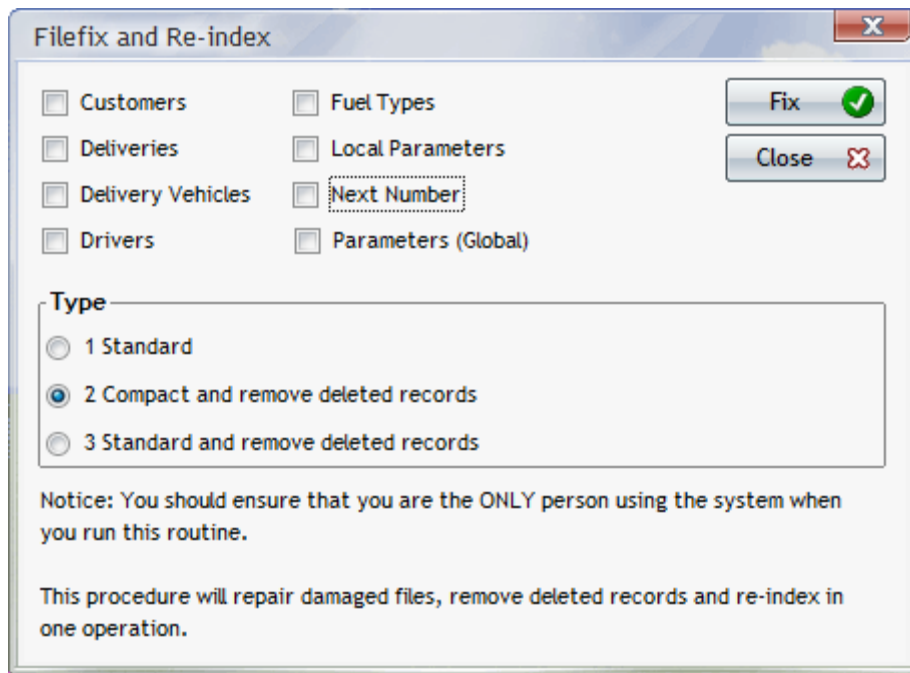 Filefix and Re-index
Customers
Fuel Types
Fix
Deliveries
Local Parameters
Close
Delivery Vehicles
Next Number
Drivers
Parameters (Global)
Type
1 Standard
2 Compact and remove deleted records
3 Standard and remove deleted records
Notice: You should ensure that you are the ONLY person using the system when
you run this routine.
This procedure will repair damaged files, remove deleted records and re-index in
one operation.